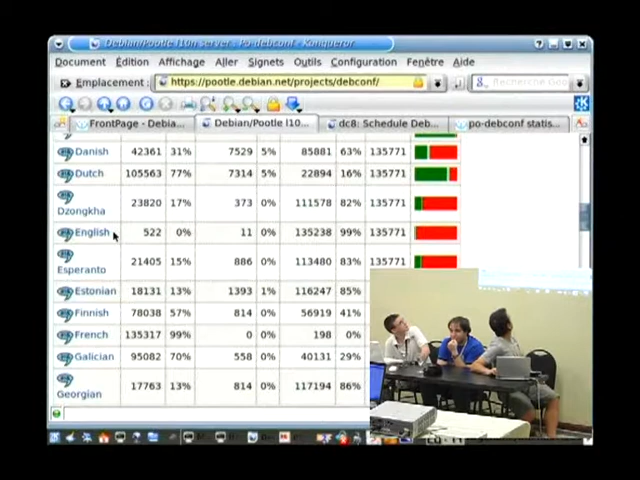 Debian/Pootle l10n server : Po-debconf - Konqueror
Document Édition Affichage Aller Signets Outils Configuration Fenêtre Aide
Emplacement : https://pootle.debian.net/projects/debconf/ Recherche Goo
FrontPage - Debia... Debian/Pootle l10... dc8: Schedule Deb... po-debconf statis...
Danish 42361 31% 7529 5% 85881 63% 135771
Dutch 105563 77% 7314 5% 22894 16% 135771
Dzongkha 23820 17% 373 0% 111578 82% 135771
English 522 0% 11 0% 135238 99% 135771
Esperanto 21405 15% 886 0% 113480 83% 135771
Estonian 18131 13% 1393 1% 116247 85%
Finnish 78038 57% 814 0% 56919 41%
French 135317 99% 0 0% 198 0%
Galician 95082 70% 558 0% 40131 29%
Georgian 17763 13% 814 0% 117194 86%